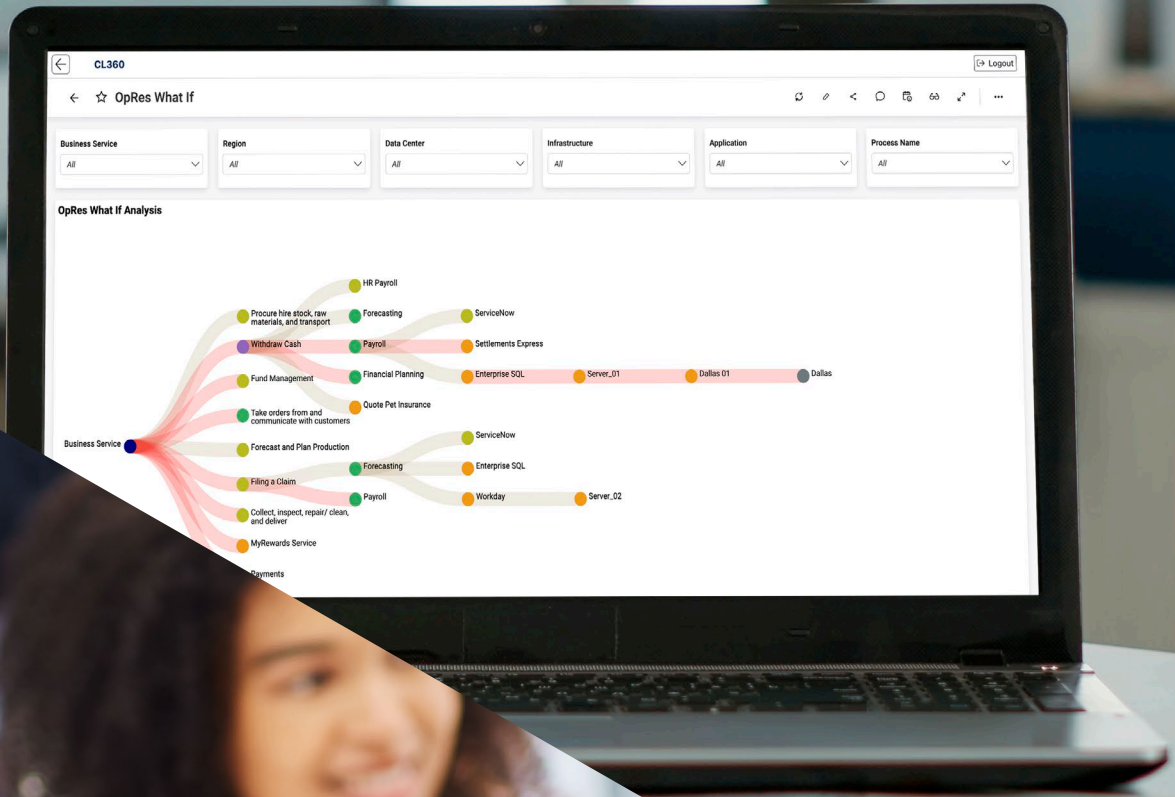 CL360
Logout
OpRes What If
Business Service
Region
Data Center
Infrastructure
Application
Process Name
All
All
All
All
All
All
OpRes What If Analysis
HR Payroll
Procure hire stock, raw
materials, and transport
Forecasting
ServiceNow
Withdraw Cash
Payroll
Settlements Express
Fund Management
Financial Planning
Enterprise SQL
Server_01
Dallas 01
Dallas
Quote Pet Insurance
Take orders from and
communicate with customers
ServiceNow
Business Service
Forecast and Plan Production
Forecasting
Enterprise SQL
Filing a Claim
Payroll
Workday
Server_02
Collect, inspect, repair/ clean,
and deliver
MyRewards Service
Payments